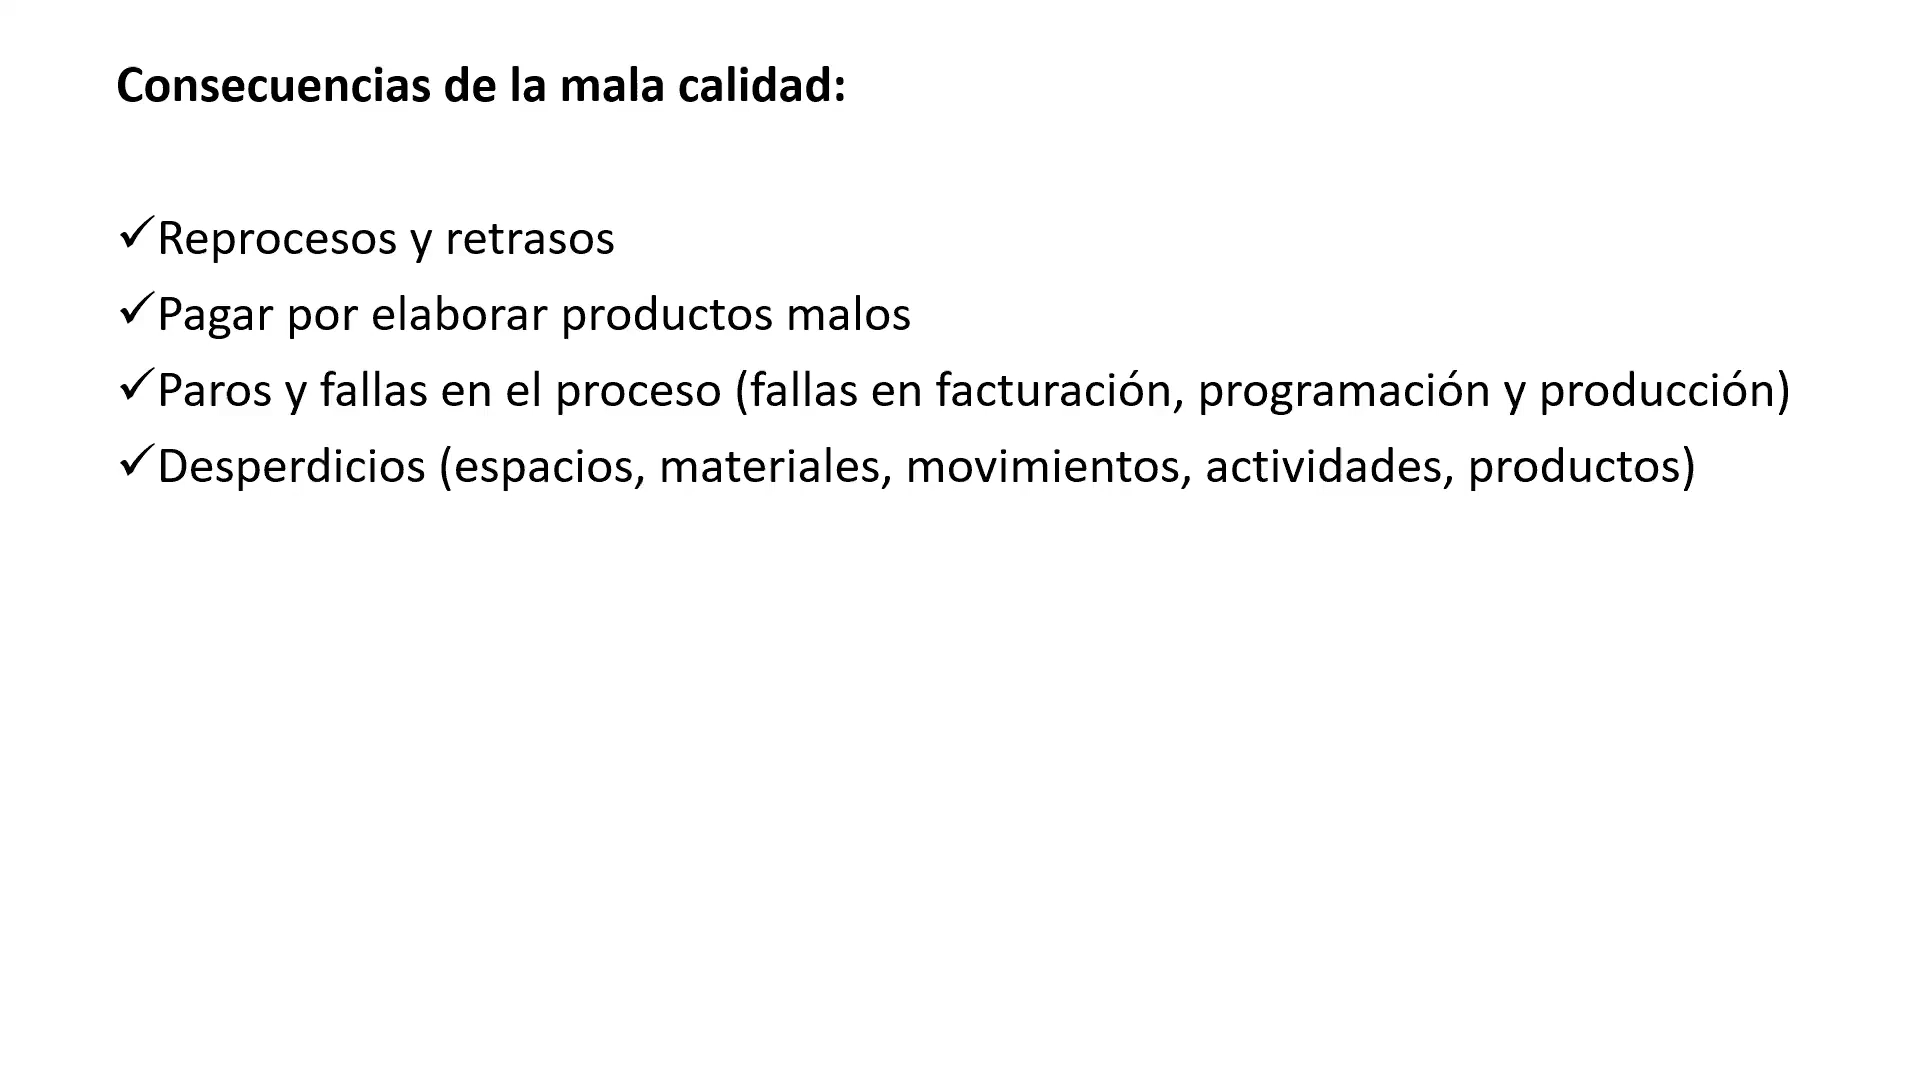 Consecuencias de la mala calidad:
✓Reprocesos y retrasos
✓Pagar por elaborar productos malos
✓Paros y fallas en el proceso (fallas en facturación, programación y producción)
✓Desperdicios (espacios, materiales, movimientos, actividades, productos)